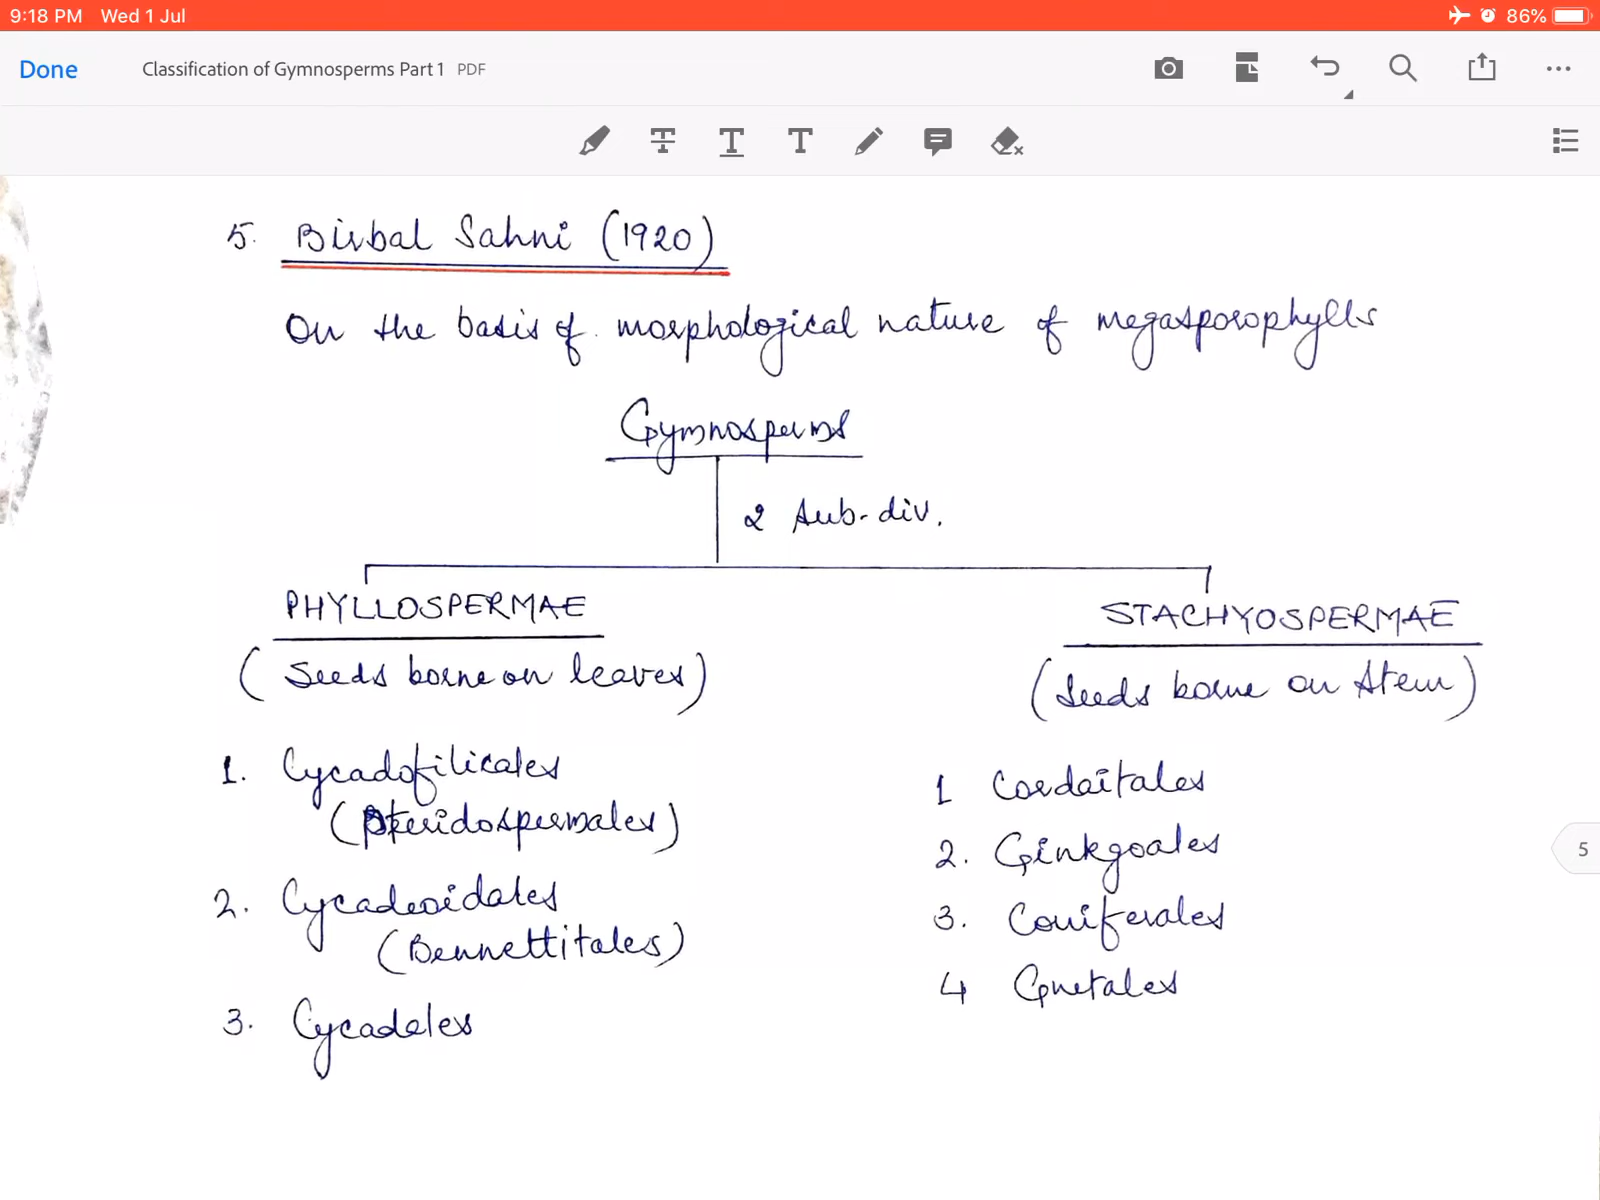 9:18 PM Wed 1 Jul 86%
Done Classification of Gymnosperms Part 1 PDF
5. Birbal Sahni (1920)
On the basis of morphological nature of megasporophylls
Gymnosperms
2 Sub-div.
PHYLLOSPERMAE
(Seeds borne on leaves)
1. Cycadofilicales
(Pteridospermales)
2. Cycadeoidales
(Bennettitales)
3. Cycadales
STACHYOSPERMAE
(Seeds borne on stem)
1 Cordaitales
2. Ginkgoales
3. Coniferales
4 Gnetales
5